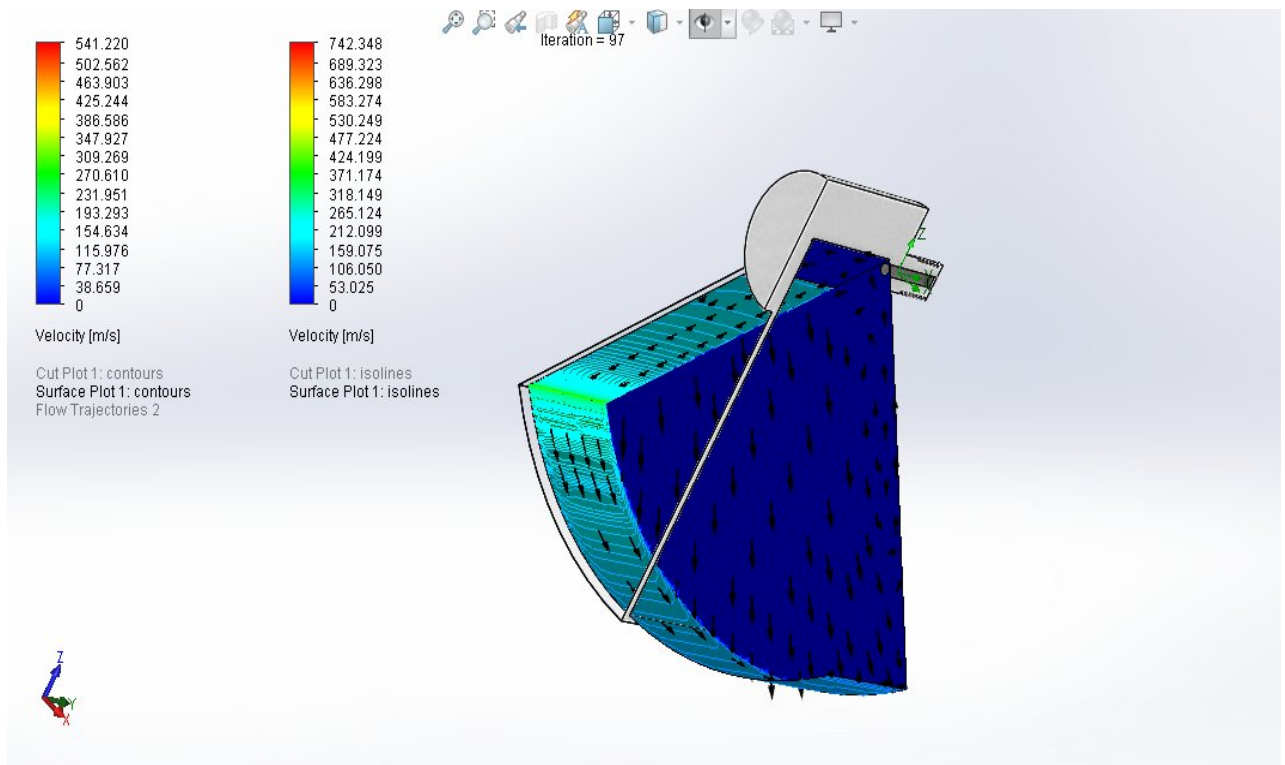 Iteration = 97
541.220
502.562
463.903
425.244
386.586
347.927
309.269
270.610
231.951
193.293
154.634
115.976
77.317
38.659
0
Velocity [m/s]
Cut Plot 1: contours
Surface Plot 1: contours
Flow Trajectories 2
742.348
689.323
636.298
583.274
530.249
477.224
424.199
371.174
318.149
265.124
212.099
159.075
106.050
53.025
0
Velocity [m/s]
Cut Plot 1: isolines
Surface Plot 1: isolines
Z
Z
Y
X